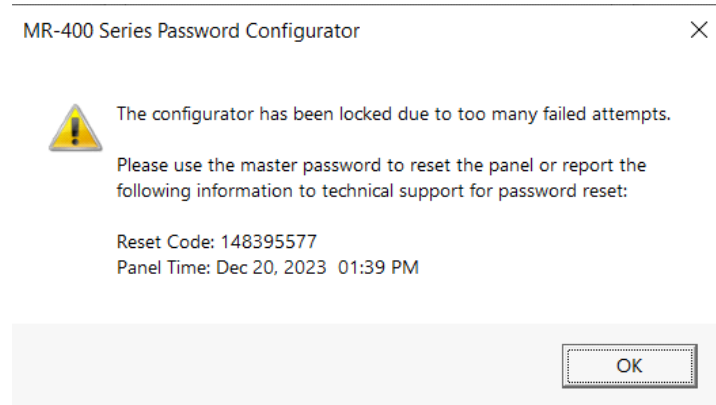 MR-400 Series Password Configurator
The configurator has been locked due to too many failed attempts.
Please use the master password to reset the panel or report the
following information to technical support for password reset:
Reset Code: 148395577
Panel Time: Dec 20, 2023  01:39 PM
OK